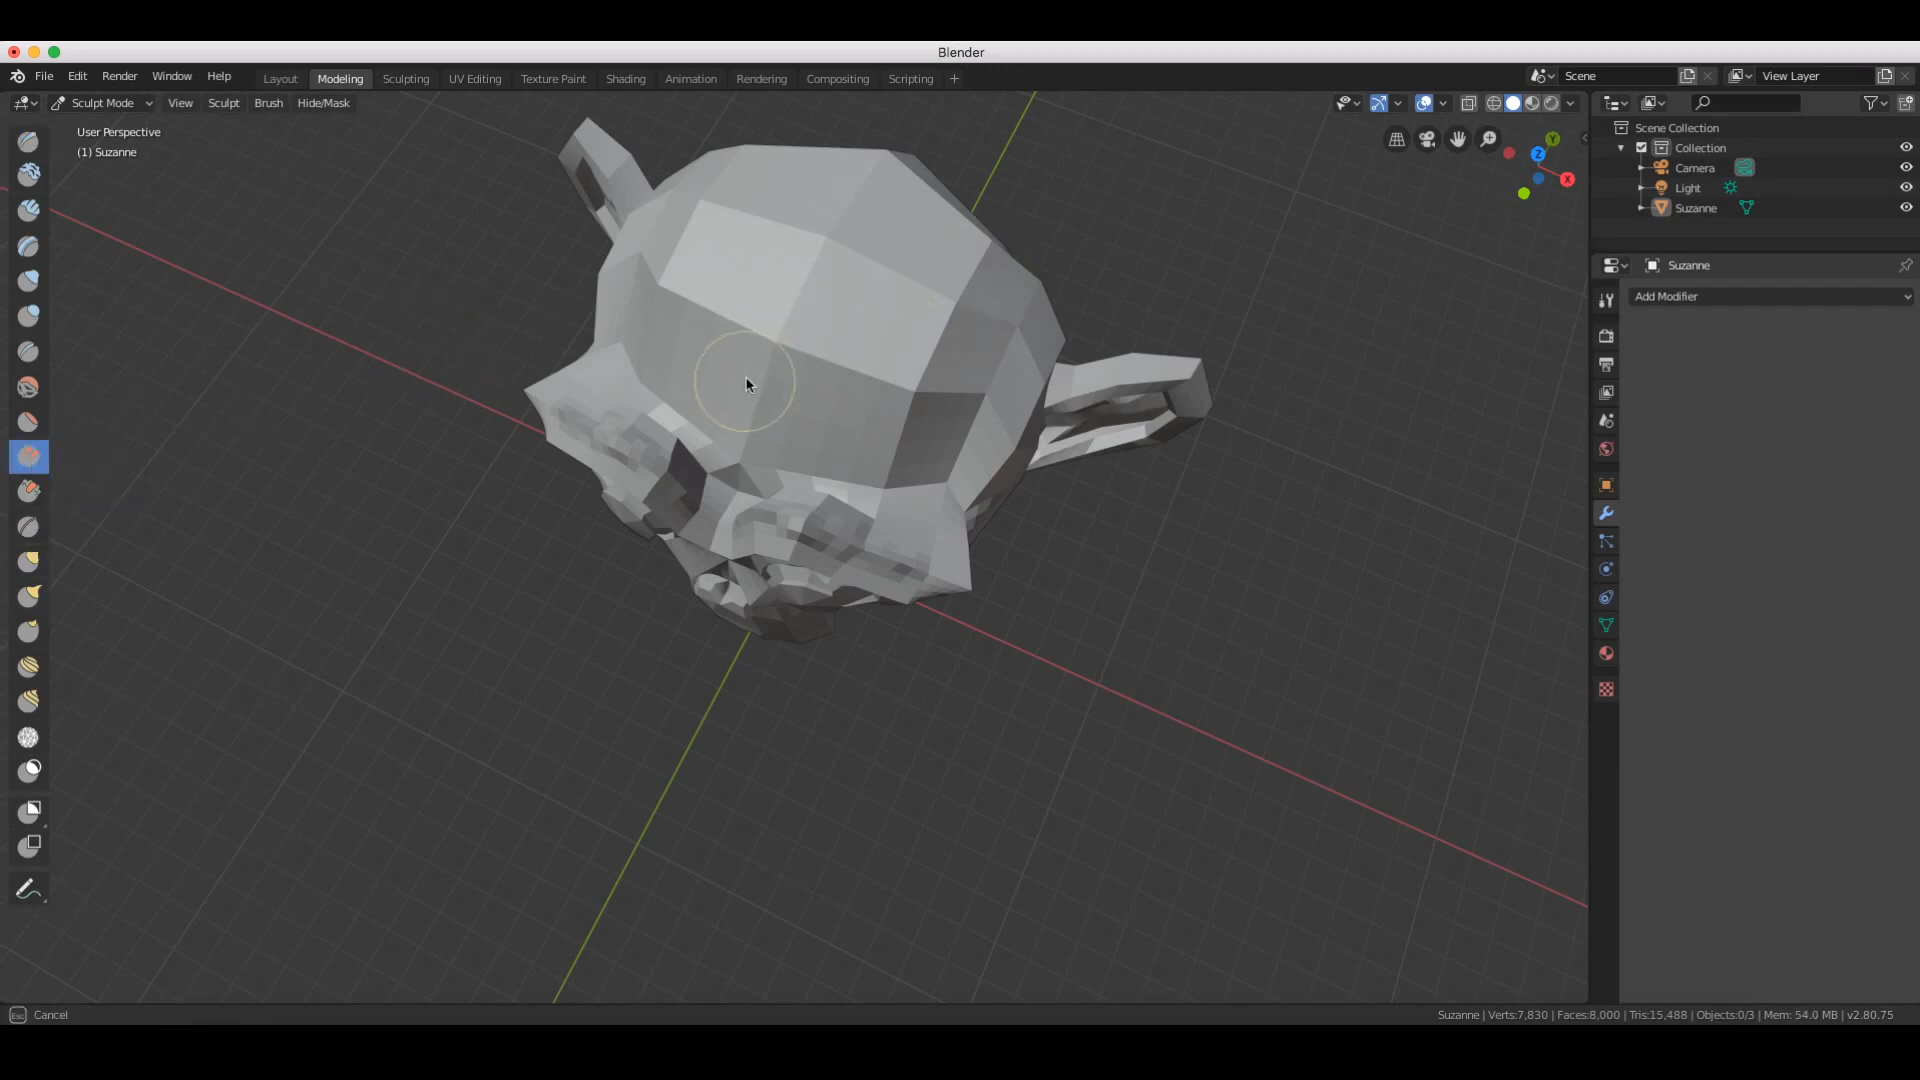 Blender
File Edit Render Window Help Layout Modeling Sculpting UV Editing Texture Paint Shading Animation Rendering Compositing Scripting + Scene View Layer
Sculpt Mode View Sculpt Brush Hide/Mask
User Perspective
(1) Suzanne
Y
Z
X
Scene Collection
Collection
Camera
Light
Suzanne
Suzanne
Add Modifier
Esc Cancel
Suzanne | Verts:7,830 | Faces:8,000 | Tris:15,488 | Objects:0/3 | Mem: 54.0 MB | v2.80.75